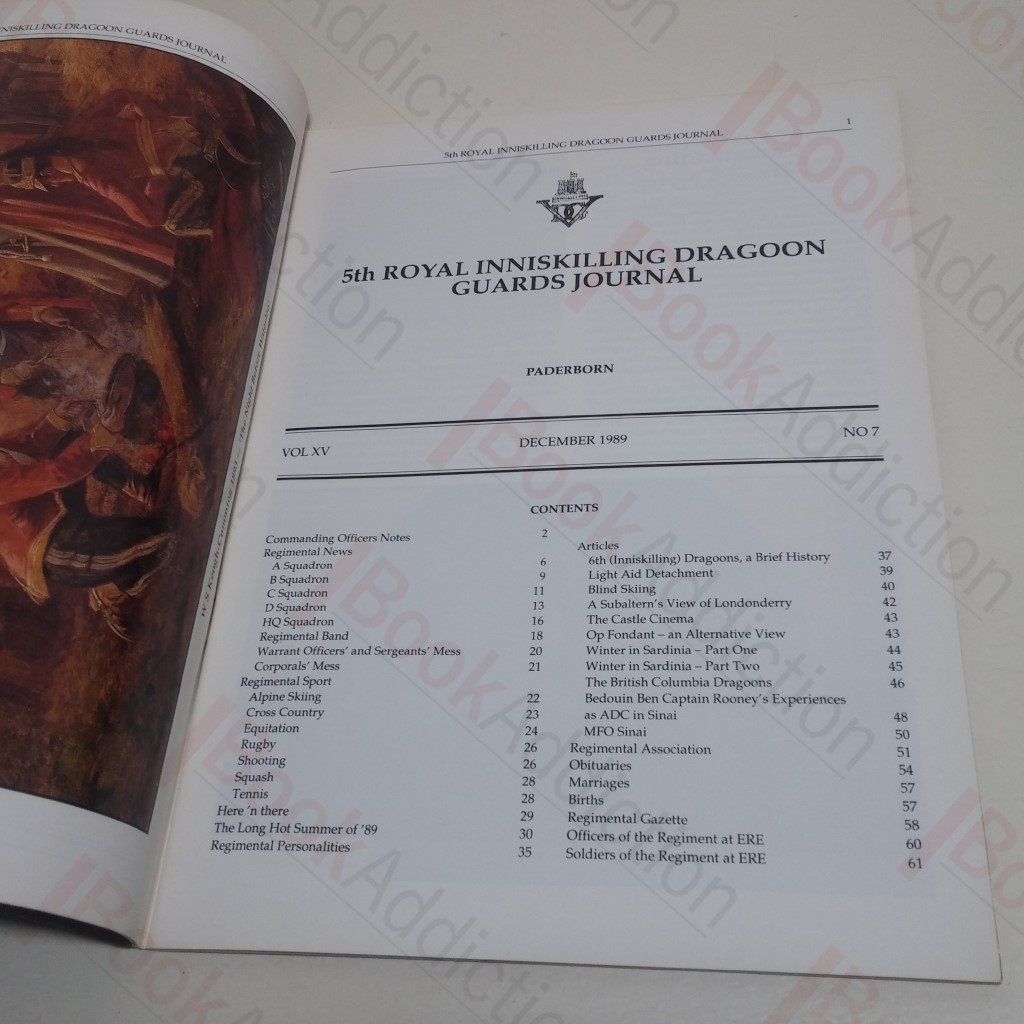 INNISKILLING DRAGOON GUARDS JOURNAL
The Night Before Waterloo
5th ROYAL INNISKILLING DRAGOON GUARDS JOURNAL 1
5th ROYAL INNISKILLING DRAGOON
GUARDS JOURNAL
PADERBORN
VOL XV DECEMBER 1989 NO 7
CONTENTS
Commanding Officers Notes 2
Regimental News
A Squadron 6
B Squadron 9
C Squadron 11
D Squadron 13
HQ Squadron 16
Regimental Band 18
Warrant Officers' and Sergeants' Mess 20
Corporals' Mess 21
Regimental Sport
Alpine Skiing 22
Cross Country 23
Equitation 24
Rugby 26
Shooting 26
Squash 28
Tennis 28
Here 'n there 29
The Long Hot Summer of '89 30
Regimental Personalities 35
Articles
6th (Inniskilling) Dragoons, a Brief History 37
Light Aid Detachment 39
Blind Skiing 40
A Subaltern's View of Londonderry 42
The Castle Cinema 43
Op Fondant – an Alternative View 43
Winter in Sardinia – Part One 44
Winter in Sardinia – Part Two 45
The British Columbia Dragoons 46
Bedouin Ben Captain Rooney's Experiences
as ADC in Sinai 48
MFO Sinai 50
Regimental Association 51
Obituaries 54
Marriages 57
Births 57
Regimental Gazette 58
Officers of the Regiment at ERE 60
Soldiers of the Regiment at ERE 61